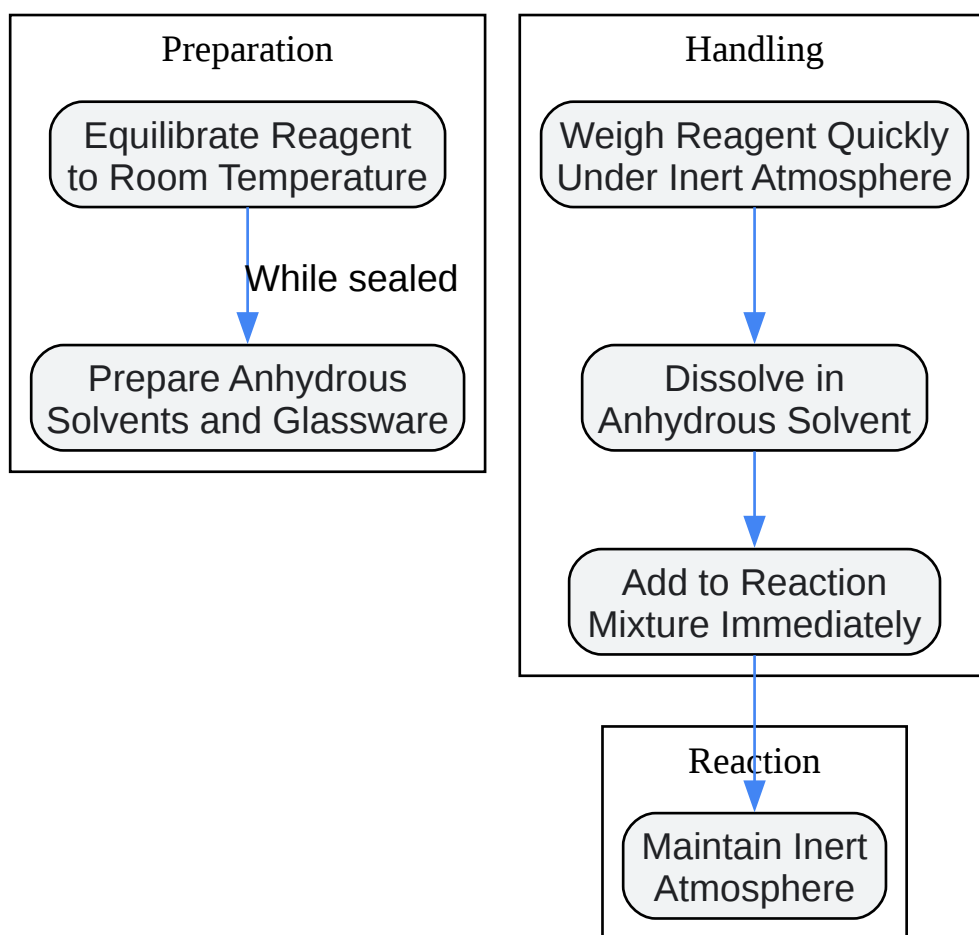 Preparation
Equilibrate Reagent
to Room Temperature
While sealed
Prepare Anhydrous
Solvents and Glassware
Handling
Weigh Reagent Quickly
Under Inert Atmosphere
Dissolve in
Anhydrous Solvent
Add to Reaction
Mixture Immediately
Reaction
Maintain Inert
Atmosphere